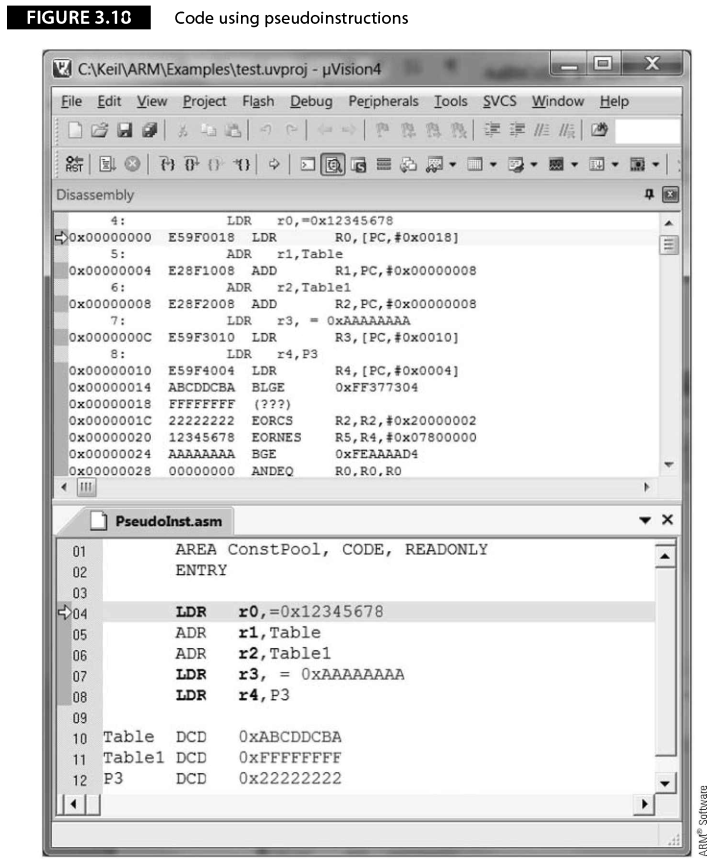 FIGURE 3.18 Code using pseudoinstructions
C:\Keil\ARM\Examples\test.uvproj - µVision4
File Edit View Project Flash Debug Peripherals Tools SVCS Window Help
RST
Disassembly
4: LDR r0,=0x12345678
0x00000000 E59F0018 LDR R0,[PC,#0x0018]
5: ADR r1,Table
0x00000004 E28F1008 ADD R1,PC,#0x00000008
6: ADR r2,Table1
0x00000008 E28F2008 ADD R2,PC,#0x00000008
7: LDR r3, = 0xAAAAAAAA
0x0000000C E59F3010 LDR R3,[PC,#0x0010]
8: LDR r4,P3
0x00000010 E59F4004 LDR R4,[PC,#0x0004]
0x00000014 ABCDDCBA BLGE 0xFF377304
0x00000018 FFFFFFFF (???)
0x0000001C 22222222 EORCS R2,R2,#0x20000002
0x00000020 12345678 EORNES R5,R4,#0x07800000
0x00000024 AAAAAAAA BGE 0xFEAAAAD4
0x00000028 00000000 ANDEQ R0,R0,R0
PseudoInst.asm
01 AREA ConstPool, CODE, READONLY
02 ENTRY
03
04 LDR r0,=0x12345678
05 ADR r1,Table
06 ADR r2,Table1
07 LDR r3, = 0xAAAAAAAA
08 LDR r4,P3
09
10 Table DCD 0xABCDDCBA
11 Table1 DCD 0xFFFFFFFF
12 P3 DCD 0x22222222
ARM® Software